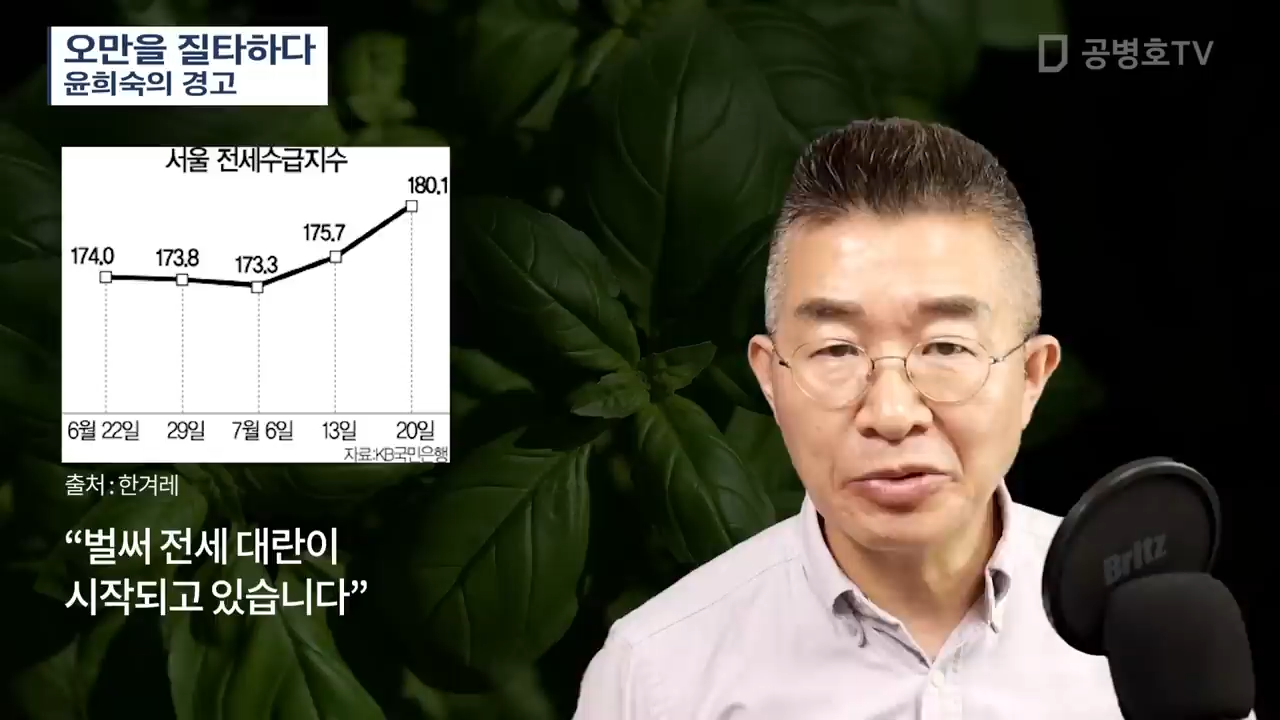 오만을 질타하다
윤희숙의 경고
공병호TV
서울 전세수급지수
180.1
175.7
174.0
173.8
173.3
6월 22일 29일 7월 6일 13일 20일
자료:KB국민은행
출처 : 한겨레
“벌써 전세 대란이
시작되고 있습니다”
Britz